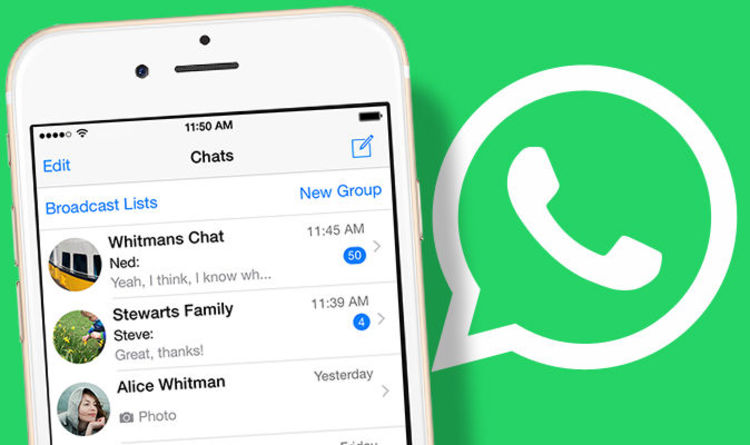 11:50 AM
Edit
Chats
Broadcast Lists
New Group
Whitmans Chat
11:45 AM
Ned:
50
Yeah, I think, I know wh...
Stewarts Family
11:39 AM
Steve:
4
Great, thanks!
Alice Whitman
Yesterday
Photo
Friday